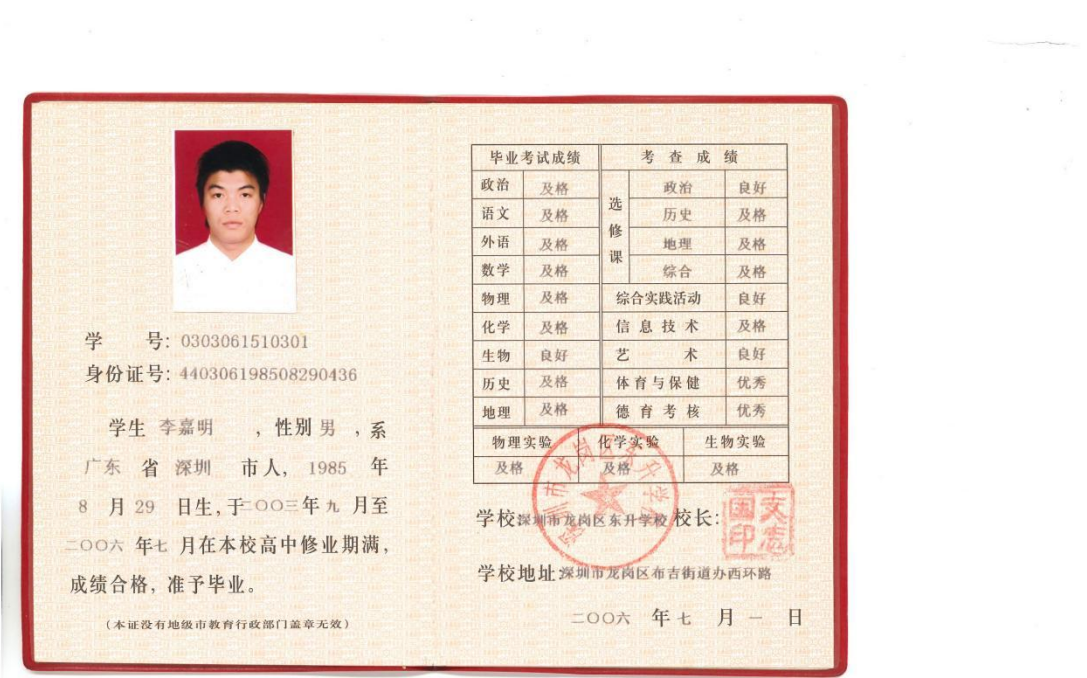 学 号: 0303061510301
身份证号: 440306198508290436
学生 李嘉明 ，性别 男 ，系
广东 省 深圳 市人，1985 年
8 月 29 日生，于二〇〇三年 九 月至
二〇〇六 年七 月在本校高中修业期满，
成绩合格，准予毕业。
（本证没有地级市教育行政部门盖章无效）
毕业考试成绩 考查成绩
政治 及格 选修课 政治 良好
语文 及格 历史 及格
外语 及格 地理 及格
数学 及格 综合 及格
物理 及格 综合实践活动 良好
化学 及格 信息技术 及格
生物 良好 艺术 良好
历史 及格 体育与保健 优秀
地理 及格 德育考核 优秀
物理实验 化学实验 生物实验
及格 及格 及格
学校:深圳市龙岗区东升学校 校长:
深圳市龙岗区东升学校
学校地址:深圳市龙岗区布吉街道办西环路
二〇〇六 年 七 月 一 日